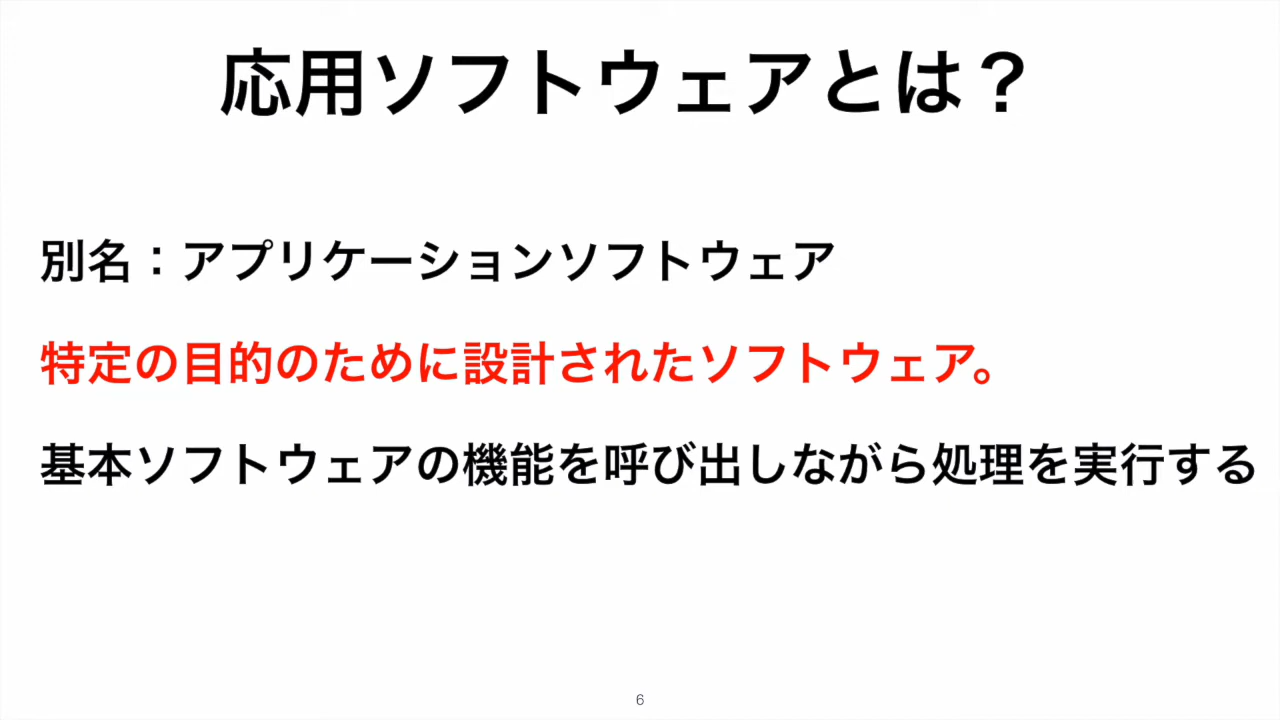 応用ソフトウェアとは？
別名：アプリケーションソフトウェア
特定の目的のために設計されたソフトウェア。
基本ソフトウェアの機能を呼び出しながら処理を実行する
6